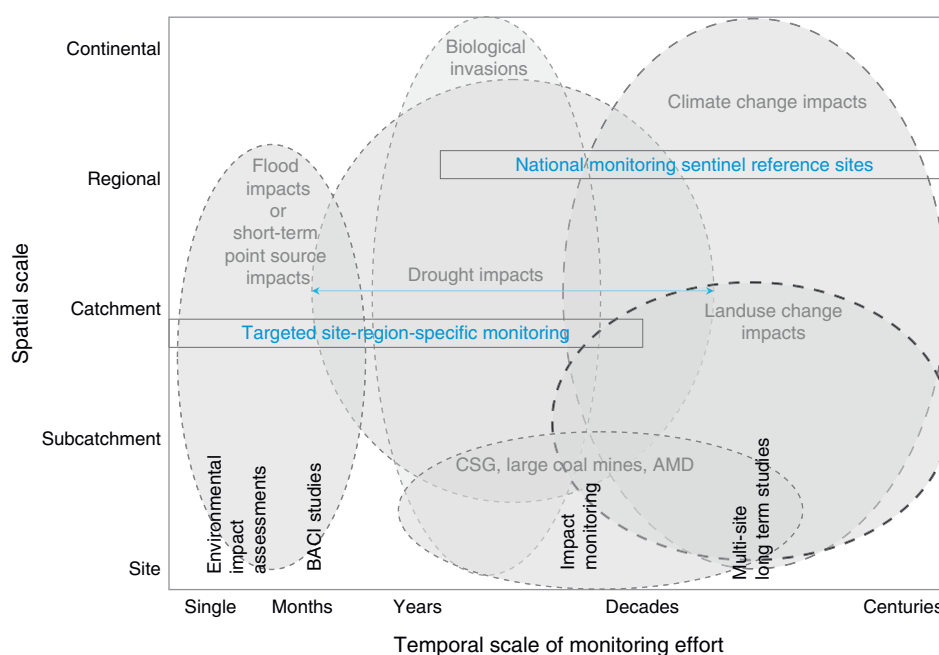 Continental
Biological
invasions
Climate change impacts
National monitoring sentinel reference sites
Regional
Flood
impacts
or
short-term
point source
impacts
Drought impacts
Catchment
Landuse change
impacts
Targeted site-region-specific monitoring
Spatial scale
Subcatchment
CSG, large coal mines, AMD
Environmental
impact
assessments
BACI studies
Impact
monitoring
Multi-site
long term studies
Site
Single
Months
Years
Decades
Centuries
Temporal scale of monitoring effort